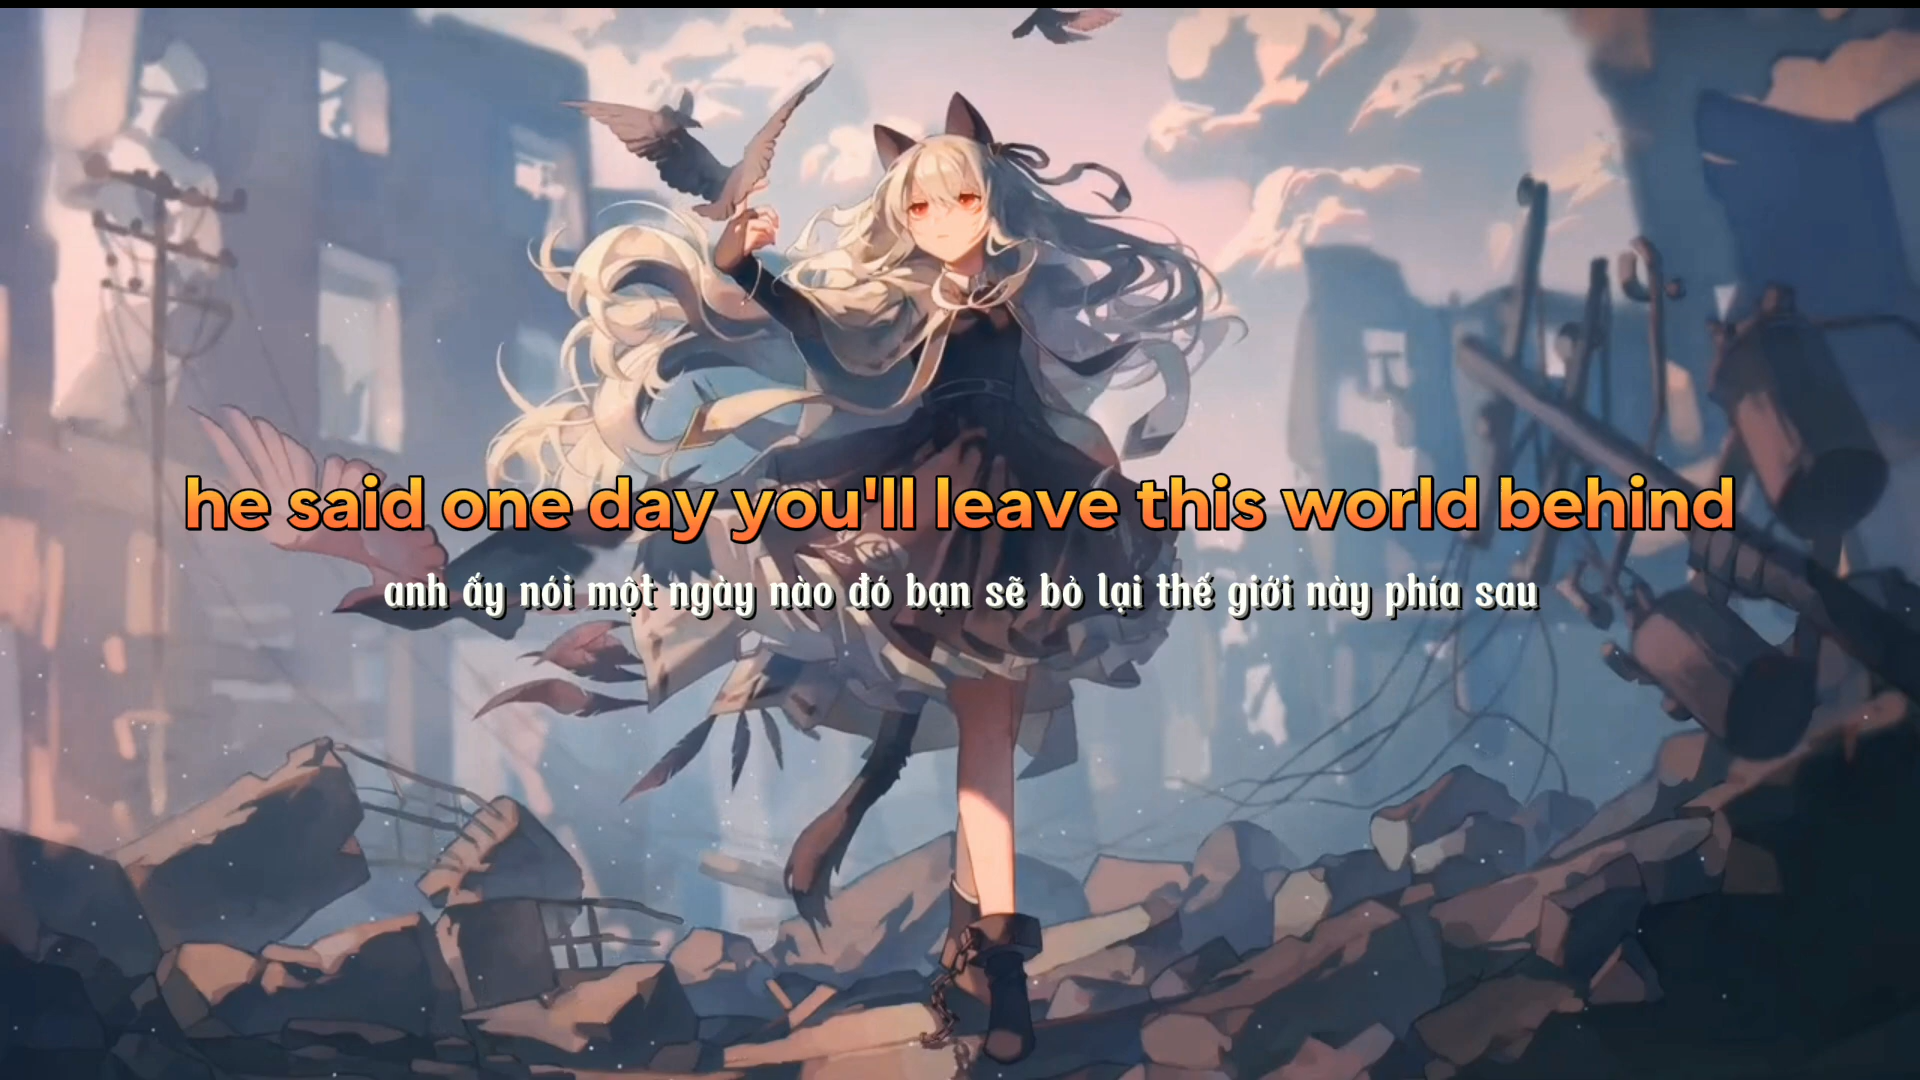 he said one day you'll leave this world behind
anh ấy nói một ngày nào đó bạn sẽ bỏ lại thế giới này phía sau